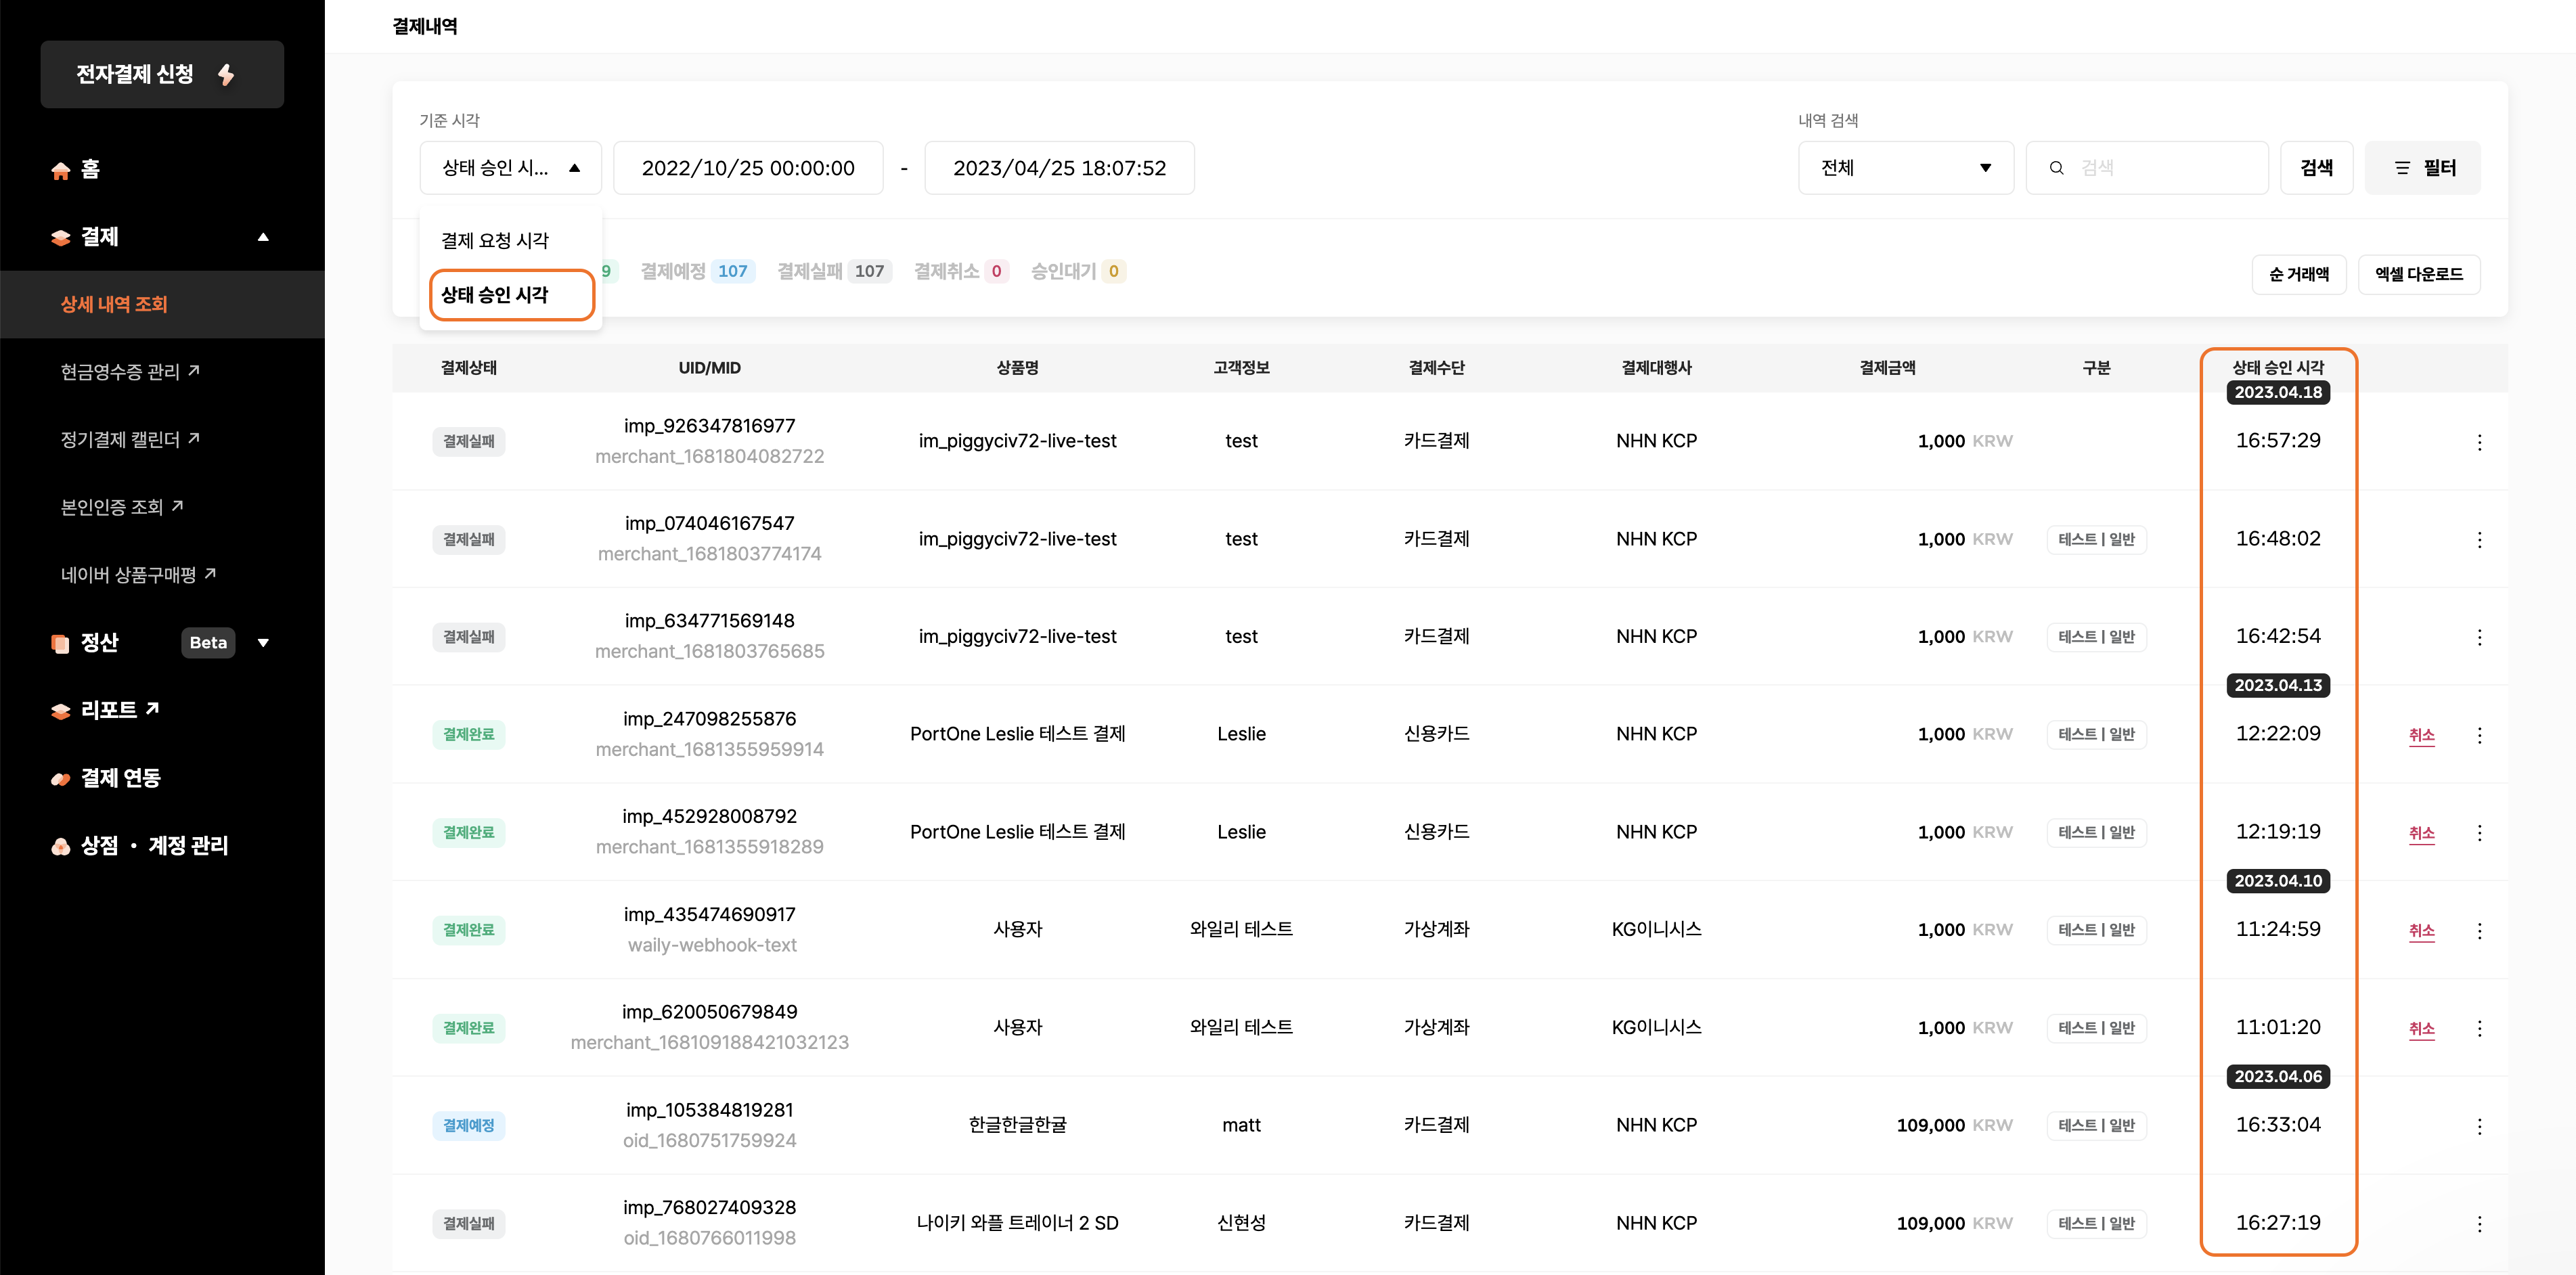 전자결제 신청
홈
결제
상세 내역 조회
현금영수증 관리
정기결제 캘린더
본인인증 조회
네이버 상품구매평
정산 Beta
리포트
결제 연동
상점 · 계정 관리
결제내역
기준 시각
상태 승인 시... 2022/10/25 00:00:00 - 2023/04/25 18:07:52
내역 검색
전체 검색 검색 필터
결제 요청 시각
상태 승인 시각
9 결제예정 107 결제실패 107 결제취소 0 승인대기 0
순 거래액 엑셀 다운로드
결제상태 UID/MID 상품명 고객정보 결제수단 결제대행사 결제금액 구분 상태 승인 시각
2023.04.18
결제실패 imp_926347816977 im_piggyciv72-live-test test 카드결제 NHN KCP 1,000 KRW 16:57:29
merchant_1681804082722
결제실패 imp_074046167547 im_piggyciv72-live-test test 카드결제 NHN KCP 1,000 KRW 테스트 | 일반 16:48:02
merchant_1681803774174
결제실패 imp_634771569148 im_piggyciv72-live-test test 카드결제 NHN KCP 1,000 KRW 테스트 | 일반 16:42:54
merchant_1681803765685
2023.04.13
결제완료 imp_247098255876 PortOne Leslie 테스트 결제 Leslie 신용카드 NHN KCP 1,000 KRW 테스트 | 일반 12:22:09 취소
merchant_1681355959914
결제완료 imp_452928008792 PortOne Leslie 테스트 결제 Leslie 신용카드 NHN KCP 1,000 KRW 테스트 | 일반 12:19:19 취소
merchant_1681355918289
2023.04.10
결제완료 imp_435474690917 사용자 와일리 테스트 가상계좌 KG이니시스 1,000 KRW 테스트 | 일반 11:24:59 취소
waily-webhook-text
결제완료 imp_620050679849 사용자 와일리 테스트 가상계좌 KG이니시스 1,000 KRW 테스트 | 일반 11:01:20 취소
merchant_168109188421032123
2023.04.06
결제예정 imp_105384819281 한글한글한귤 matt 카드결제 NHN KCP 109,000 KRW 테스트 | 일반 16:33:04
oid_1680751759924
결제실패 imp_768027409328 나이키 와플 트레이너 2 SD 신현성 카드결제 NHN KCP 109,000 KRW 테스트 | 일반 16:27:19
oid_1680766011998